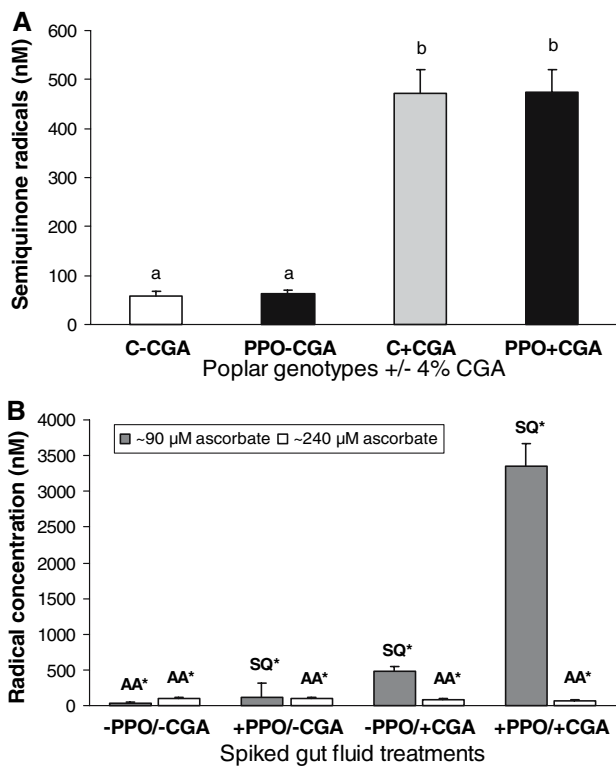 A
Semiquinone radicals (nM)
600
500
400
300
200
100
0
a
a
b
b
C-CGA PPO-CGA C+CGA PPO+CGA
Poplar genotypes +/- 4% CGA
B
Radical concentration (nM)
4000
3500
3000
2500
2000
1500
1000
500
0
~90 µM ascorbate ~240 µM ascorbate
AA* AA* SQ* AA* SQ* AA* SQ* AA*
-PPO/-CGA +PPO/-CGA -PPO/+CGA +PPO/+CGA
Spiked gut fluid treatments